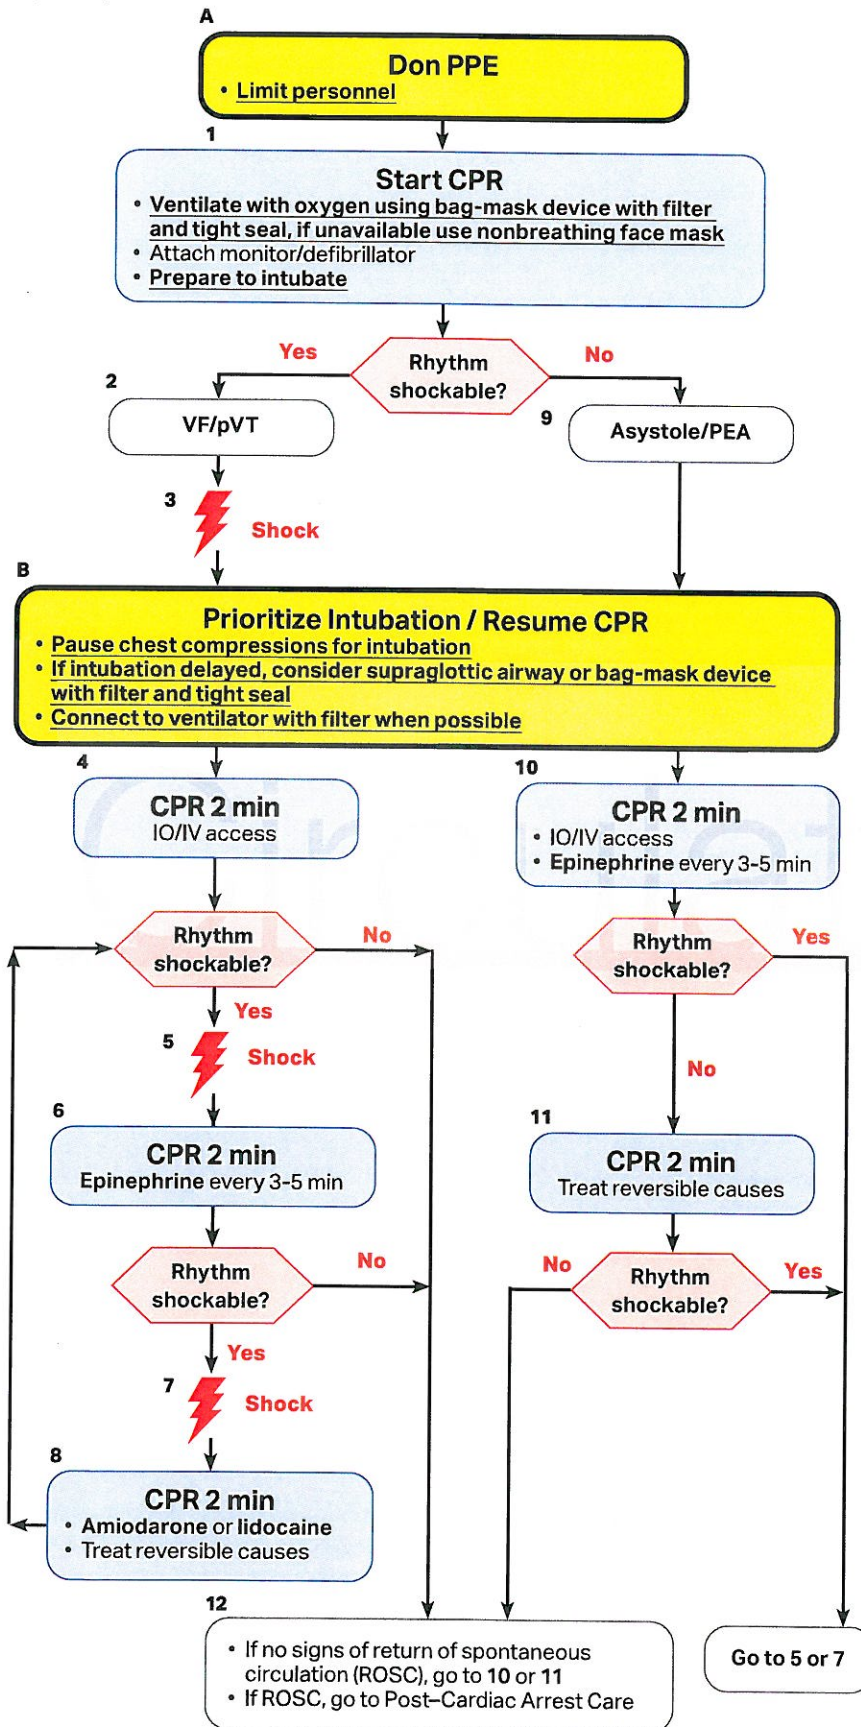 A
Don PPE
• Limit personnel
1
Start CPR
• Ventilate with oxygen using bag-mask device with filter
and tight seal, if unavailable use nonbreathing face mask
• Attach monitor/defibrillator
• Prepare to intubate
Yes
Rhythm
shockable?
No
2
VF/pVT
9
Asystole/PEA
3
Shock
B
Prioritize Intubation / Resume CPR
• Pause chest compressions for intubation
• If intubation delayed, consider supraglottic airway or bag-mask device
with filter and tight seal
• Connect to ventilator with filter when possible
4
CPR 2 min
IO/IV access
10
CPR 2 min
• IO/IV access
• Epinephrine every 3-5 min
Rhythm
shockable?
No
Rhythm
shockable?
Yes
Yes
5
Shock
No
6
CPR 2 min
Epinephrine every 3-5 min
11
CPR 2 min
Treat reversible causes
Rhythm
shockable?
No
No
Rhythm
shockable?
Yes
Yes
7
Shock
8
CPR 2 min
• Amiodarone or lidocaine
• Treat reversible causes
12
• If no signs of return of spontaneous
circulation (ROSC), go to 10 or 11
• If ROSC, go to Post–Cardiac Arrest Care
Go to 5 or 7